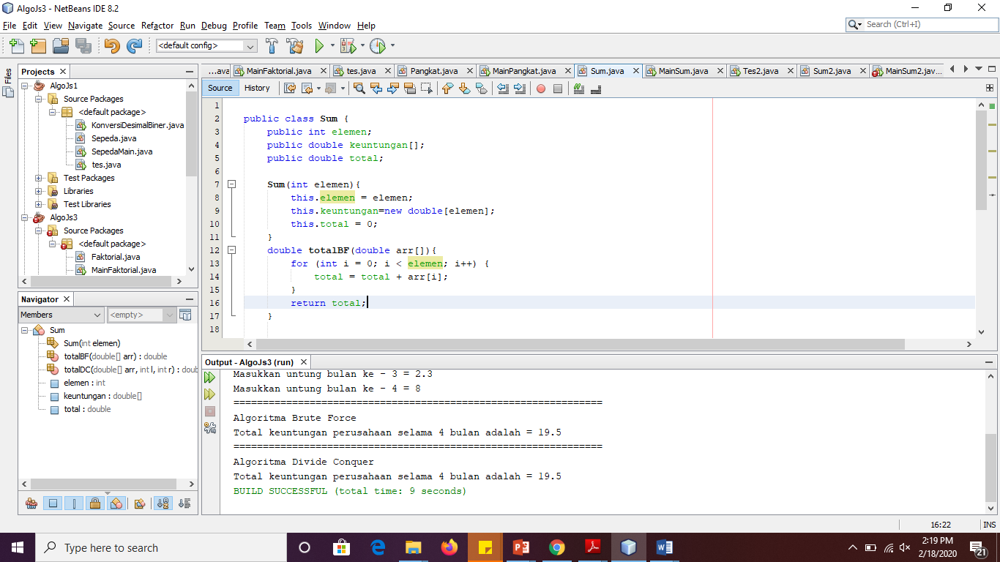 AlgoJs3 - NetBeans IDE 8.2
File Edit View Navigate Source Refactor Run Debug Profile Team Tools Window Help
Search (Ctrl+I)
<default config>
Files
Projects
AlgoJs1
Source Packages
<default package>
KonversiDesimalBiner.java
Sepeda.java
SepedaMain.java
tes.java
Test Packages
Libraries
Test Libraries
AlgoJs3
Source Packages
<default package>
Faktorial.java
MainFaktorial.java
Navigator
Members
<empty>
Sum
Sum(int elemen)
totalBF(double[] arr) : double
totalDC(double[] arr, int l, int r) : doub
elemen : int
keuntungan : double[]
total : double
...ava MainFaktorial.java tes.java Pangkat.java MainPangkat.java Sum.java MainSum.java Tes2.java Sum2.java MainSum2.jav...
Source History
1
2 public class Sum {
3 public int elemen;
4 public double keuntungan[];
5 public double total;
6
7 Sum(int elemen){
8 this.elemen = elemen;
9 this.keuntungan=new double[elemen];
10 this.total = 0;
11 }
12 double totalBF(double arr[]){
13 for (int i = 0; i < elemen; i++) {
14 total = total + arr[i];
15 }
16 return total;
17 }
18
Output - AlgoJs3 (run)
Masukkan untung bulan ke - 3 = 2.3
Masukkan untung bulan ke - 4 = 8
===============================================================
Algoritma Brute Force
Total keuntungan perusahaan selama 4 bulan adalah = 19.5
===============================================================
Algoritma Divide Conquer
Total keuntungan perusahaan selama 4 bulan adalah = 19.5
BUILD SUCCESSFUL (total time: 9 seconds)
16:22 INS
Type here to search
2:19 PM
2/18/2020
21